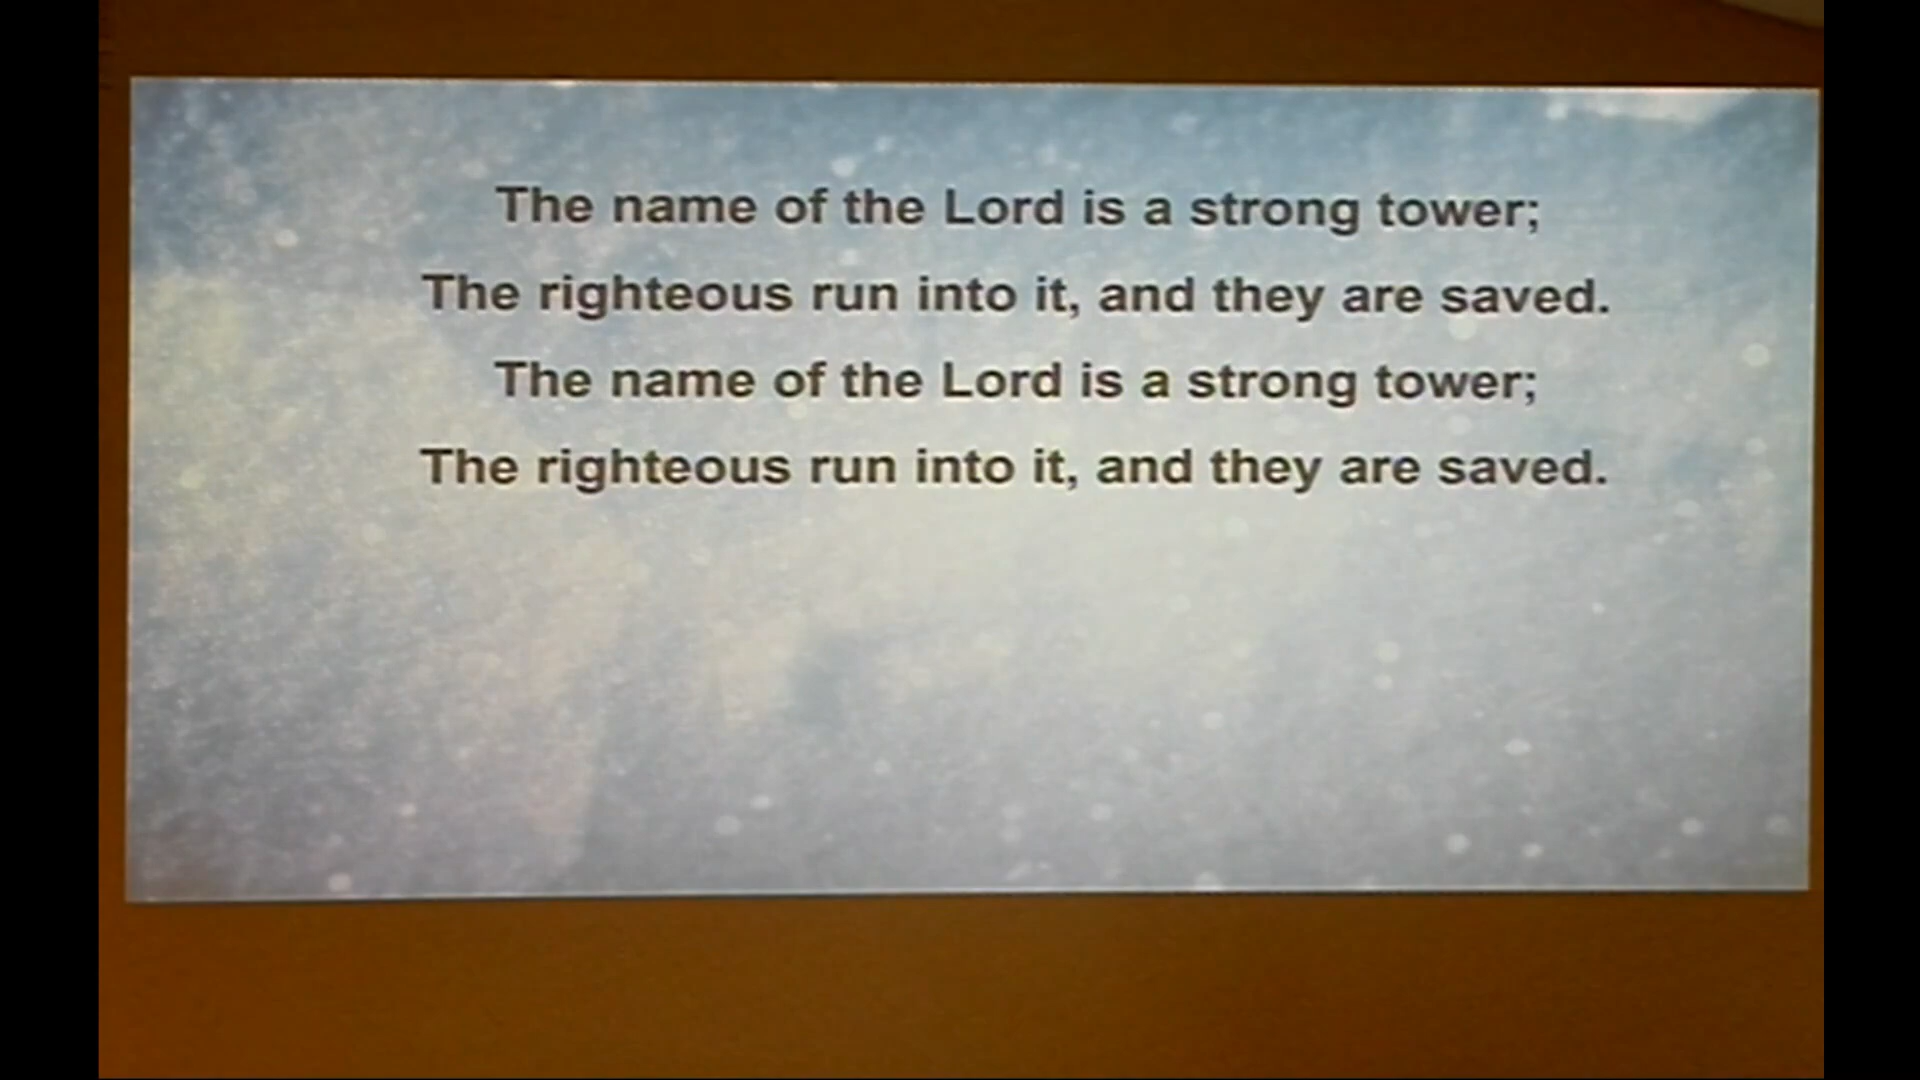 The name of the Lord is a strong tower;
The righteous run into it, and they are saved.
The name of the Lord is a strong tower;
The righteous run into it, and they are saved.